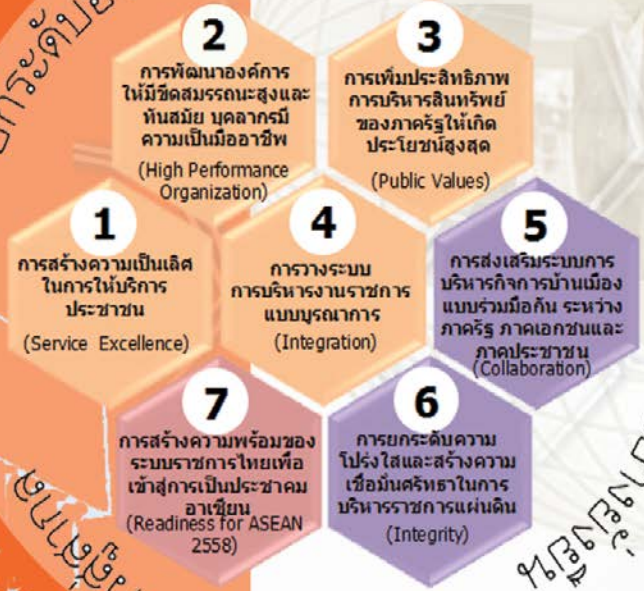 1
การสร้างความเป็นเลิศ
ในการให้บริการ
ประชาชน
(Service Excellence)
2
การพัฒนาองค์การ
ให้มีขีดสมรรถนะสูงและ
ทันสมัย บุคลากรมี
ความเป็นมืออาชีพ
(High Performance
Organization)
3
การเพิ่มประสิทธิภาพ
การบริหารสินทรัพย์
ของภาครัฐให้เกิด
ประโยชน์สูงสุด
(Public Values)
4
การวางระบบ
การบริหารงานราชการ
แบบบูรณาการ
(Integration)
5
การส่งเสริมระบบการ
บริหารกิจการบ้านเมือง
แบบร่วมมือกัน ระหว่าง
ภาครัฐ ภาคเอกชนและ
ภาคประชาชน
(Collaboration)
6
การยกระดับความ
โปร่งใสและสร้างความ
เชื่อมั่นศรัทธาในการ
บริหารราชการแผ่นดิน
(Integrity)
7
การสร้างความพร้อมของ
ระบบราชการไทยเพื่อ
เข้าสู่การเป็นประชาคม
อาเซียน
(Readiness for ASEAN
2558)